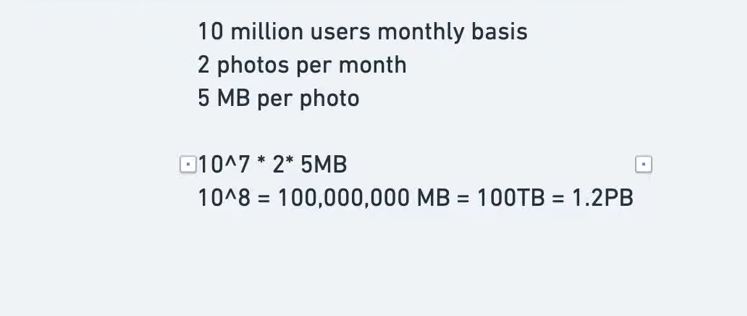 10 million users monthly basis
2 photos per month
5 MB per photo
10^7 * 2* 5MB
10^8 = 100,000,000 MB = 100TB = 1.2PB